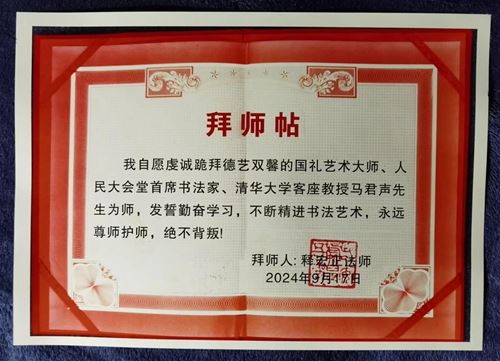 拜师帖
我自愿虔诚跪拜德艺双馨的国礼艺术大师、人
民大会堂首席书法家、清华大学客座教授马君声先
生为师，发誓勤奋学习，不断精进书法艺术，永远
尊师护师，绝不背叛!
拜师人: 释宏正法师
2024年9月17日